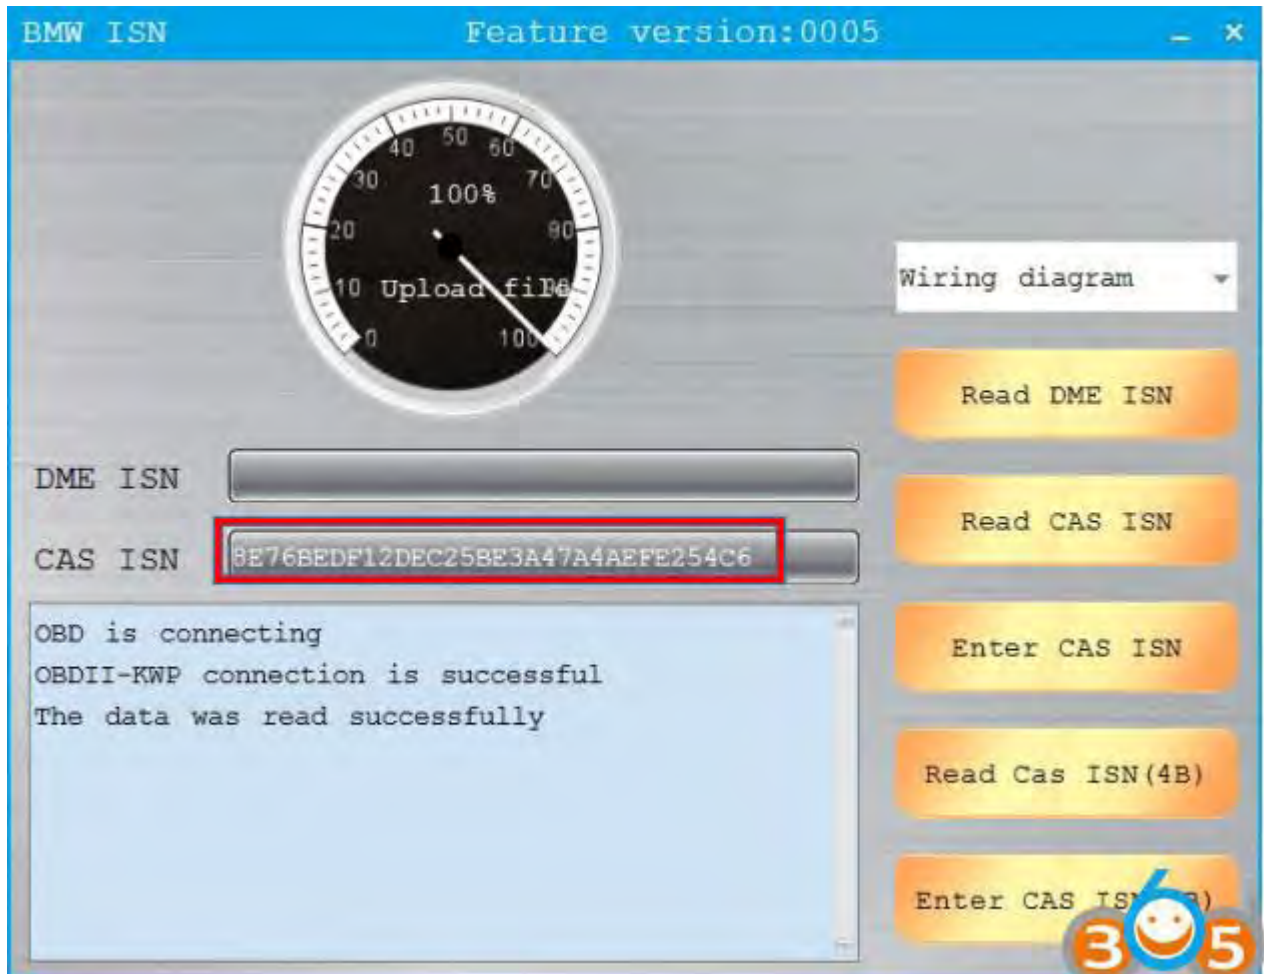 BMW ISN Feature version:0005
50
40 60
30 70
100%
20 80
10 Upload file 90
0 100
Wiring diagram
Read DME ISN
DME ISN
Read CAS ISN
CAS ISN 8E76BEDF12DEC25BE3A47A4AEFE254C6
OBD is connecting
OBDII-KWP connection is successful
The data was read successfully
Enter CAS ISN
Read Cas ISN(4B)
Enter CAS
365